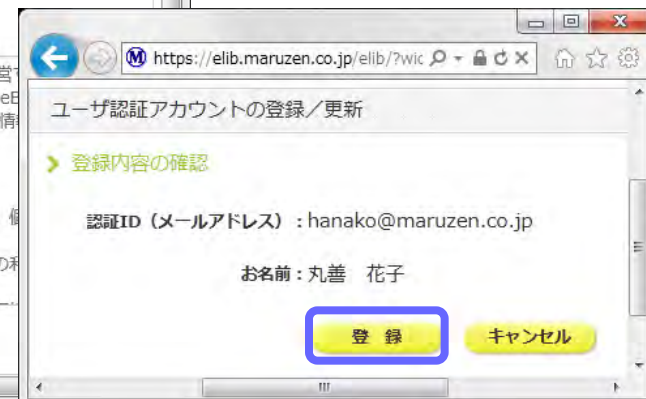 https://elib.maruzen.co.jp/elib/?wic
ユーザ認証アカウントの登録／更新
登録内容の確認
認証ID（メールアドレス）：hanako@maruzen.co.jp
お名前：丸善　花子
登 録
キャンセル